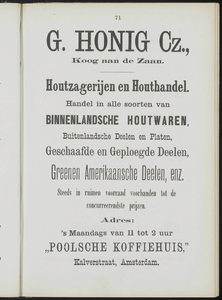 71
G. HONIG Cz.,
Koog aan de Zaan.
Houtzagerijen en Houthandel.
Handel in alle soorten van
BINNENLANDSCHE HOUTWAREN,
Buitenlandsche Deelen en Platen,
Geschaafde en Geploegde Deelen,
Greenen Amerikaansche Deelen, enz.
Steeds in ruimen voorraad voorhanden tot de
concurreerendste prijzen.
Adres:
's Maandags van 11 tot 2 uur
„POOLSCHE KOFFIEHUIS,"
Kalverstraat, Amsterdam.